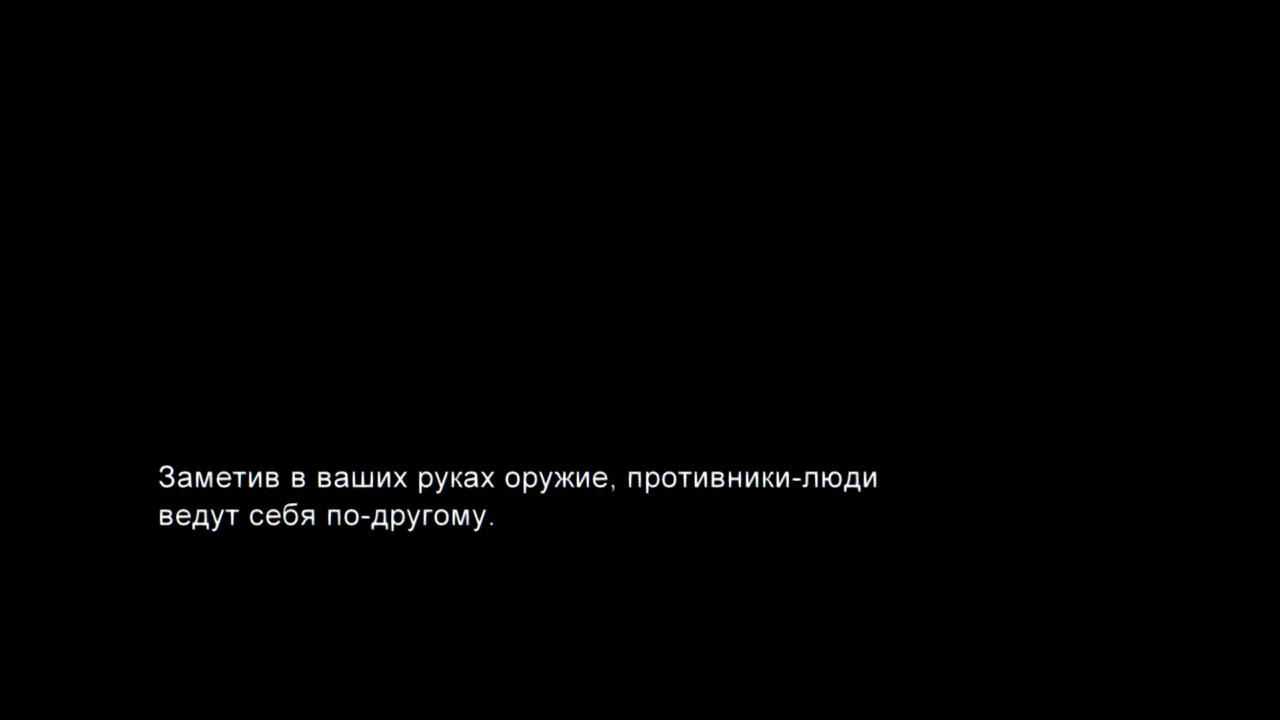 Заметив в ваших руках оружие, противники-люди
ведут себя по-другому.